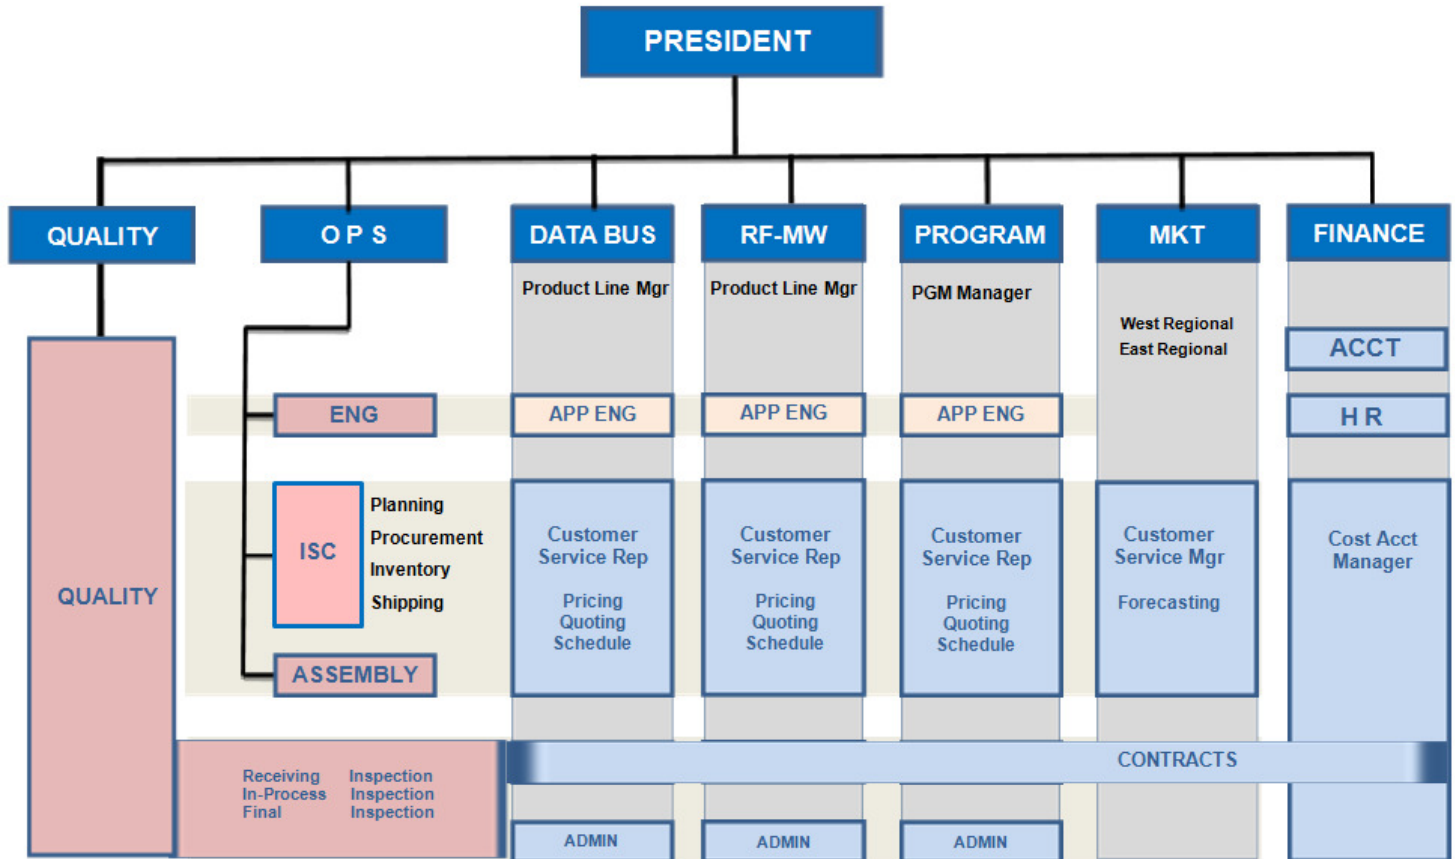 PRESIDENT
QUALITY
O P S
DATA BUS
RF-MW
PROGRAM
MKT
FINANCE
Product Line Mgr
Product Line Mgr
PGM Manager
West Regional
East Regional
ACCT
ENG
APP ENG
APP ENG
APP ENG
H R
QUALITY
ISC
Planning
Procurement
Inventory
Shipping
ASSEMBLY
Customer
Service Rep
Pricing
Quoting
Schedule
Customer
Service Rep
Pricing
Quoting
Schedule
Customer
Service Rep
Pricing
Quoting
Schedule
Customer
Service Mgr
Forecasting
Cost Acct
Manager
Receiving Inspection
In-Process Inspection
Final Inspection
CONTRACTS
ADMIN
ADMIN
ADMIN